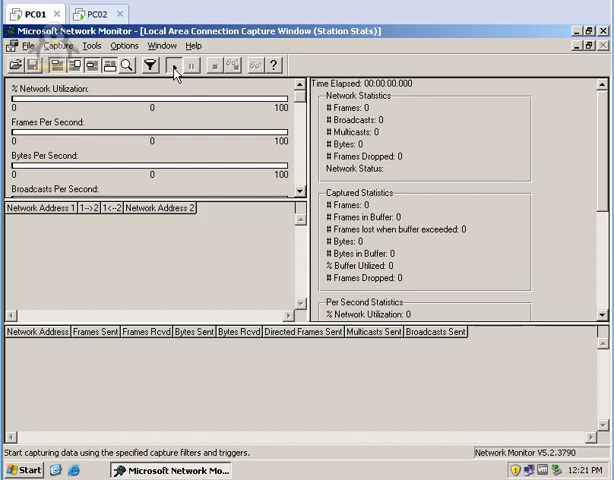 PC01 × PC02 ×
Microsoft Network Monitor - [Local Area Connection Capture Window (Station Stats)]
File Capture Tools Options Window Help
% Network Utilization:
0 0 100
Frames Per Second:
0 0 100
Bytes Per Second:
0 0 100
Broadcasts Per Second:
Time Elapsed: 00:00:00.000
Network Statistics
# Frames: 0
# Broadcasts: 0
# Multicasts: 0
# Bytes: 0
# Frames Dropped: 0
Network Status:
Captured Statistics
# Frames: 0
# Frames in Buffer: 0
# Frames lost when buffer exceeded: 0
# Bytes: 0
# Bytes in Buffer: 0
% Buffer Utilized: 0
# Frames Dropped: 0
Per Second Statistics
% Network Utilization: 0
Network Address 1 1-->2 1<--2 Network Address 2
Network Address Frames Sent Frames Rcvd Bytes Sent Bytes Rcvd Directed Frames Sent Multicasts Sent Broadcasts Sent
Start capturing data using the specified capture filters and triggers. Network Monitor V5.2.3790
Start Microsoft Network Mo... 12:21 PM